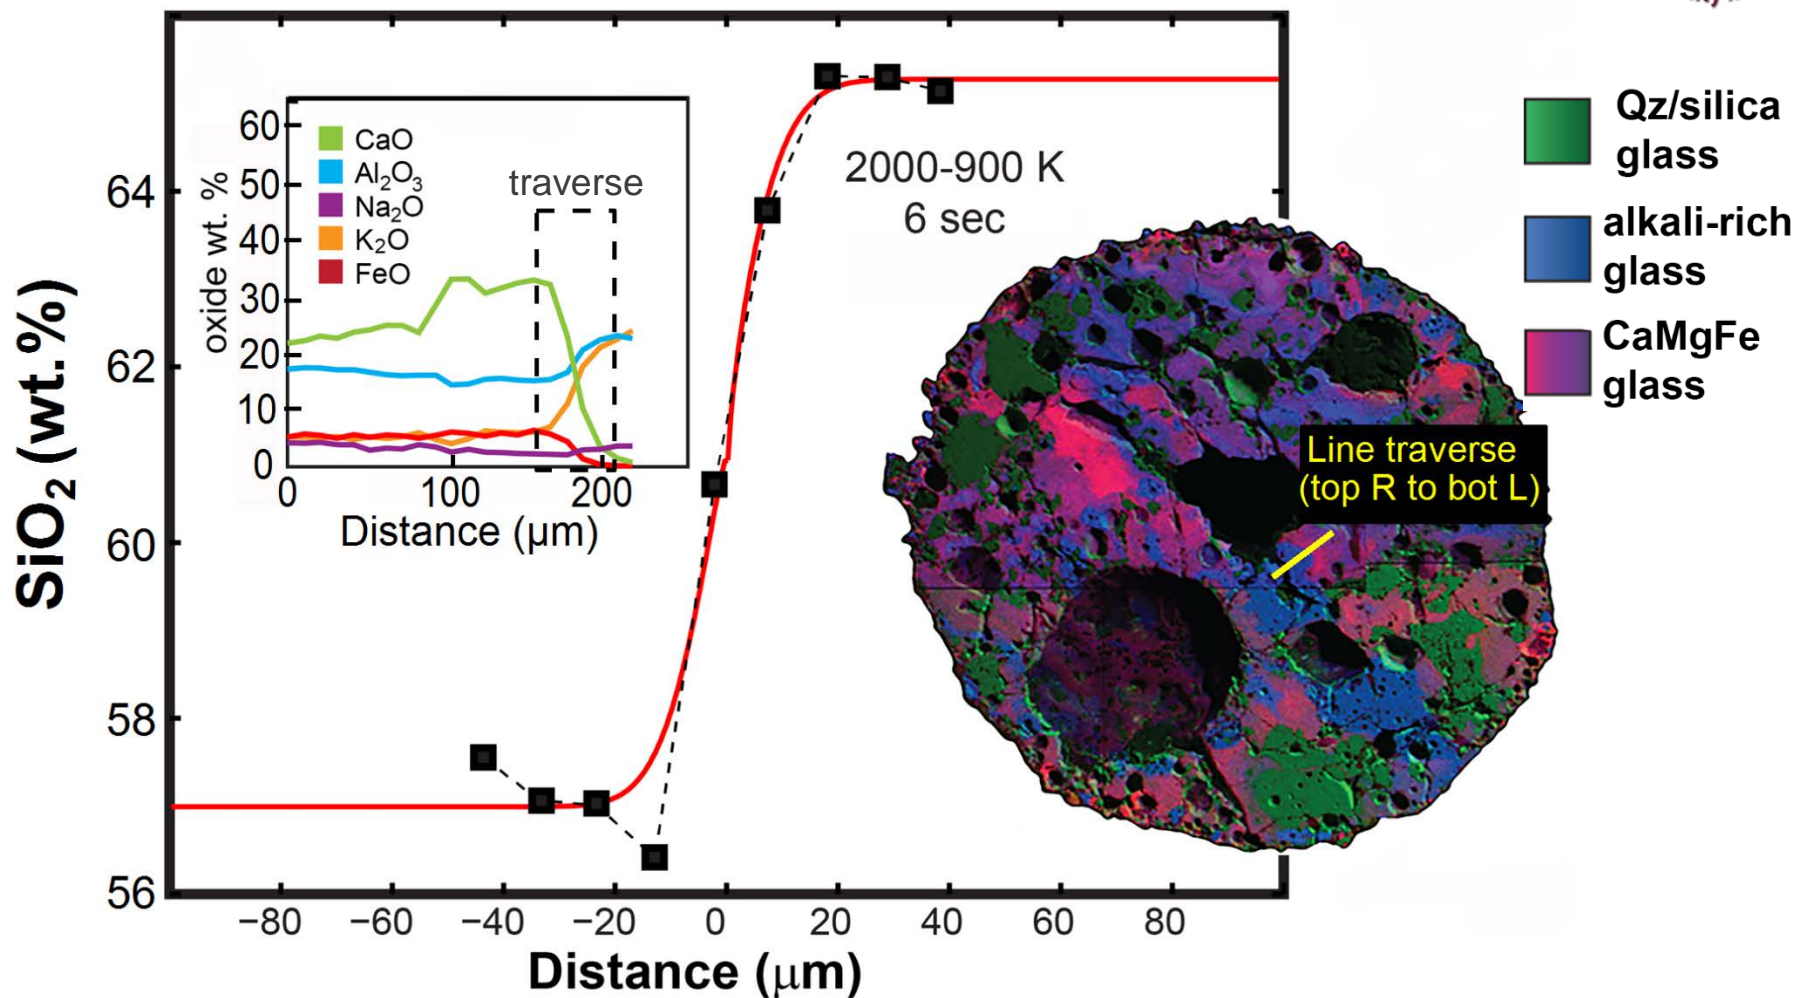 SiO₂ (wt.%)
64
62
60
58
56
−80 −60 −40 −20 0 20 40 60 80
Distance (μm)
oxide wt. %
60
50
40
30
20
10
0
0 100 200
Distance (µm)
CaO
Al₂O₃
Na₂O
K₂O
FeO
traverse
2000-900 K
6 sec
Line traverse
(top R to bot L)
Qz/silica
glass
alkali-rich
glass
CaMgFe
glass